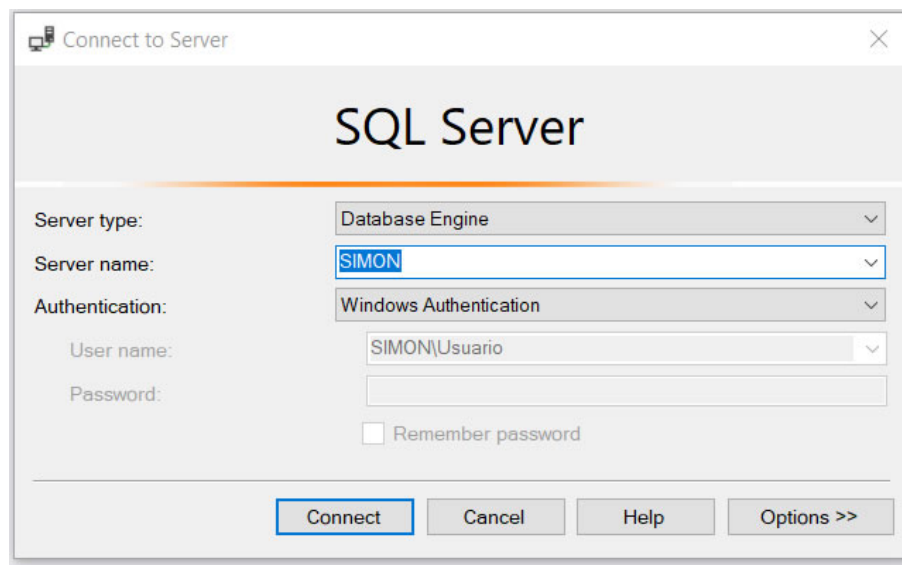 Connect to Server
SQL Server
Server type: Database Engine
Server name: SIMON
Authentication: Windows Authentication
User name: SIMON\Usuario
Password:
Remember password
Connect Cancel Help Options >>